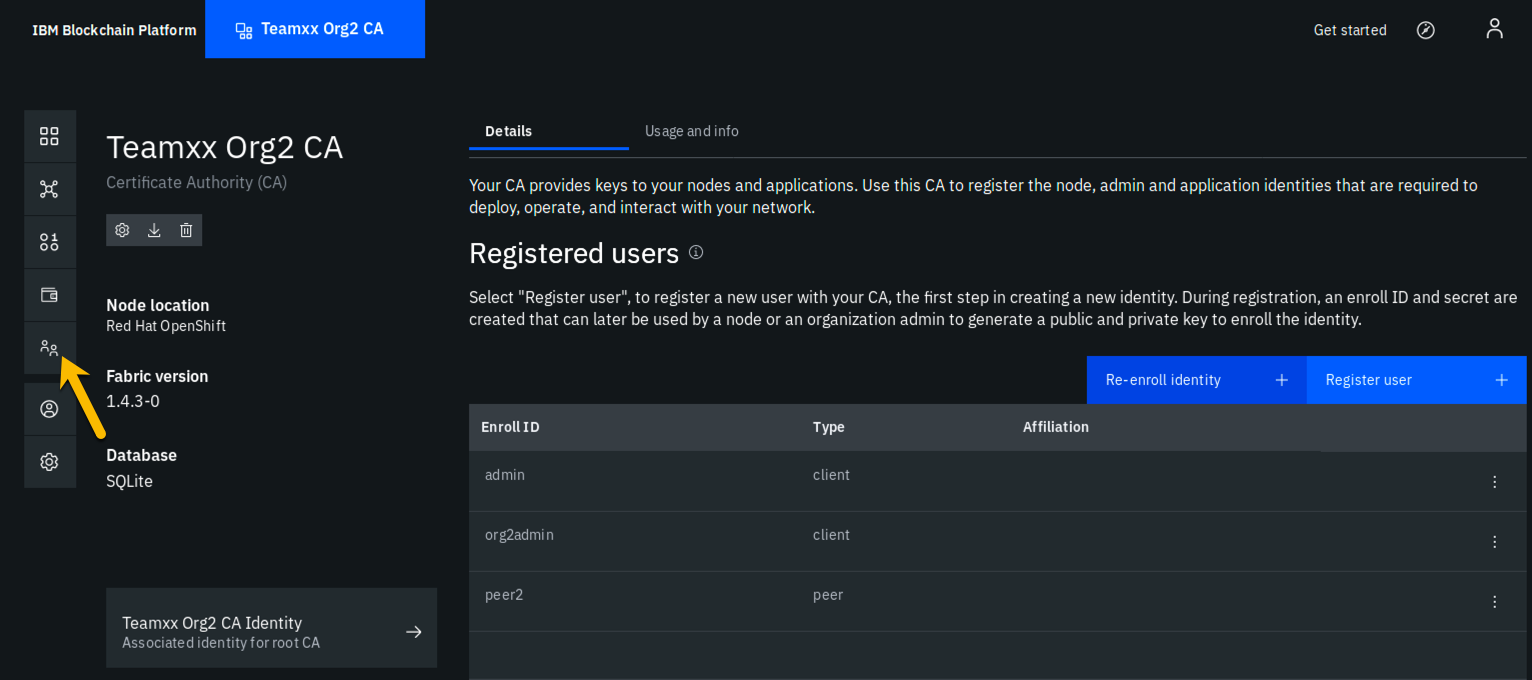 IBM Blockchain Platform
Teamxx Org2 CA
Get started
Teamxx Org2 CA
Certificate Authority (CA)
Node location
Red Hat OpenShift
Fabric version
1.4.3-0
Database
SQLite
Teamxx Org2 CA Identity
Associated identity for root CA
Details
Usage and info
Your CA provides keys to your nodes and applications. Use this CA to register the node, admin and application identities that are required to
deploy, operate, and interact with your network.
Registered users
Select "Register user", to register a new user with your CA, the first step in creating a new identity. During registration, an enroll ID and secret are
created that can later be used by a node or an organization admin to generate a public and private key to enroll the identity.
Re-enroll identity
Register user
Enroll ID Type Affiliation
admin client
org2admin client
peer2 peer